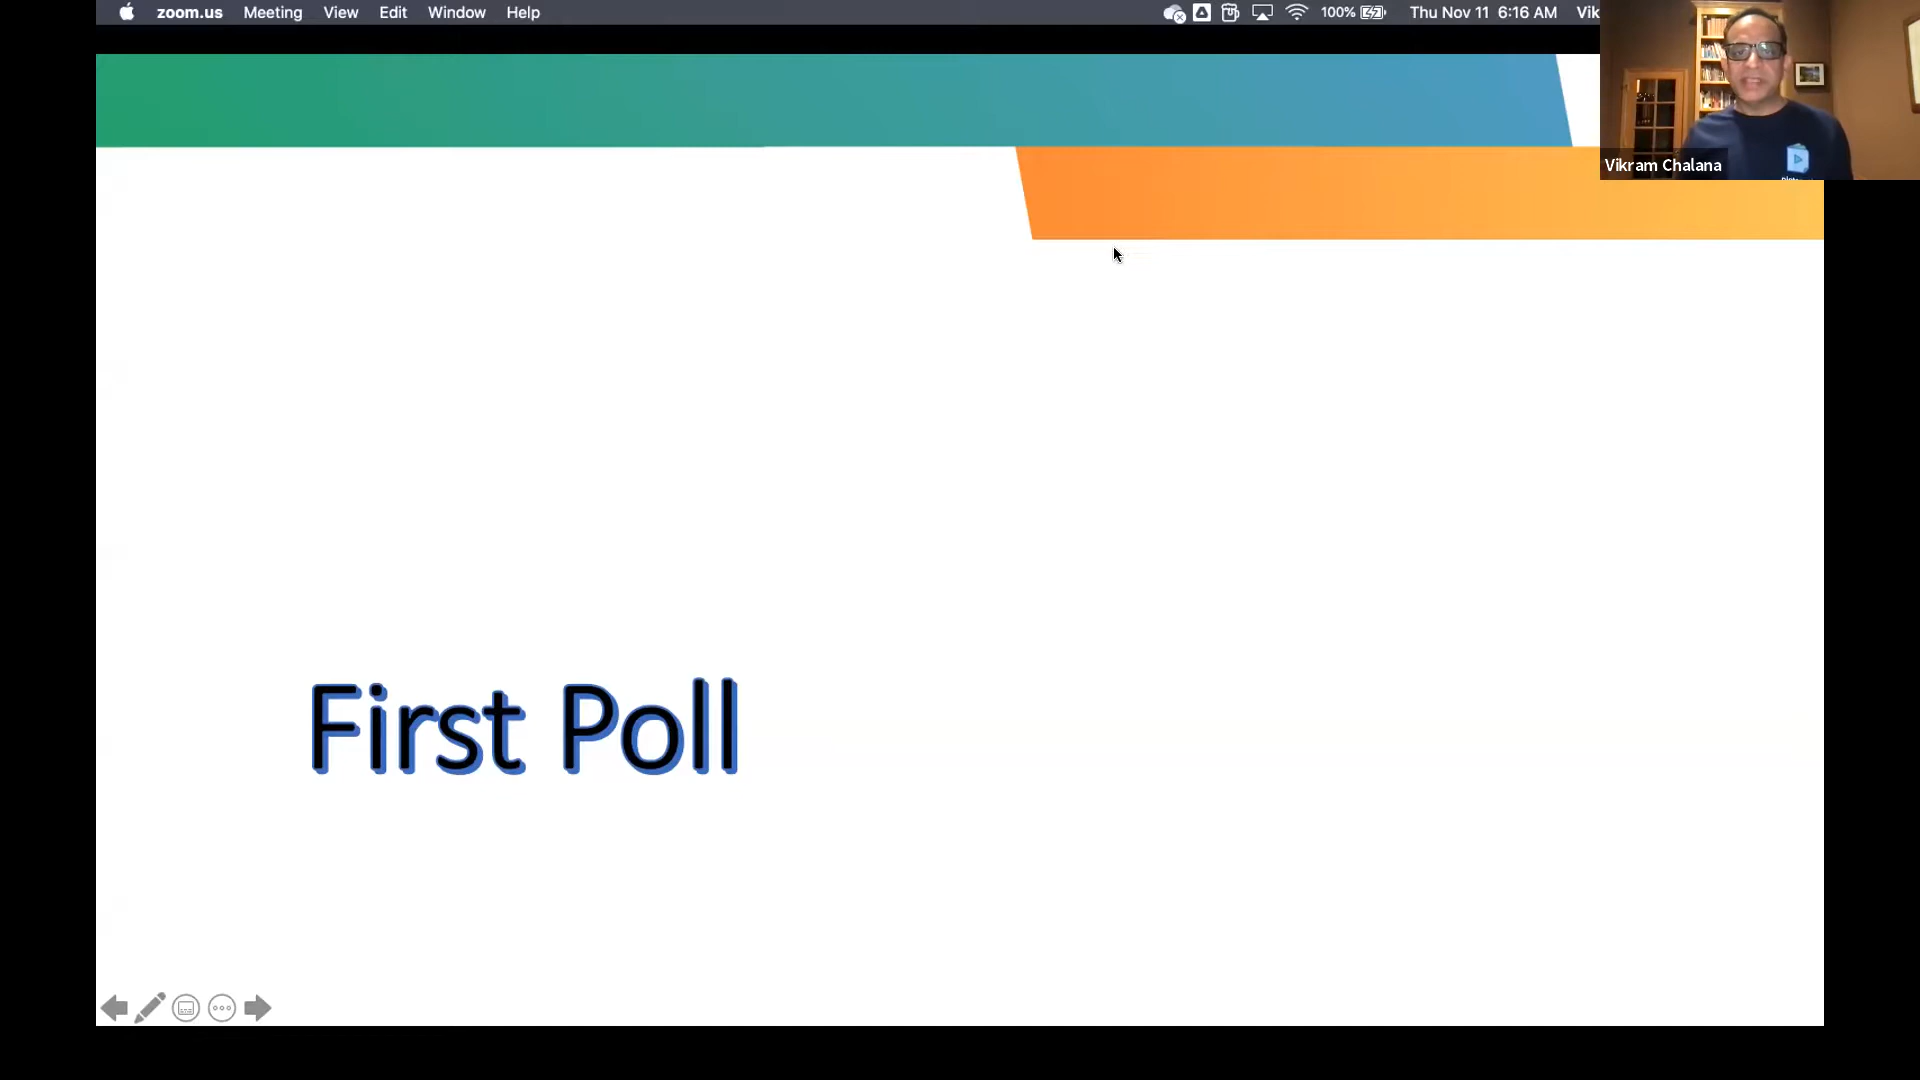 zoom.us Meeting View Edit Window Help 100% Thu Nov 11 6:16 AM Vik
Vikram Chalana
First Poll